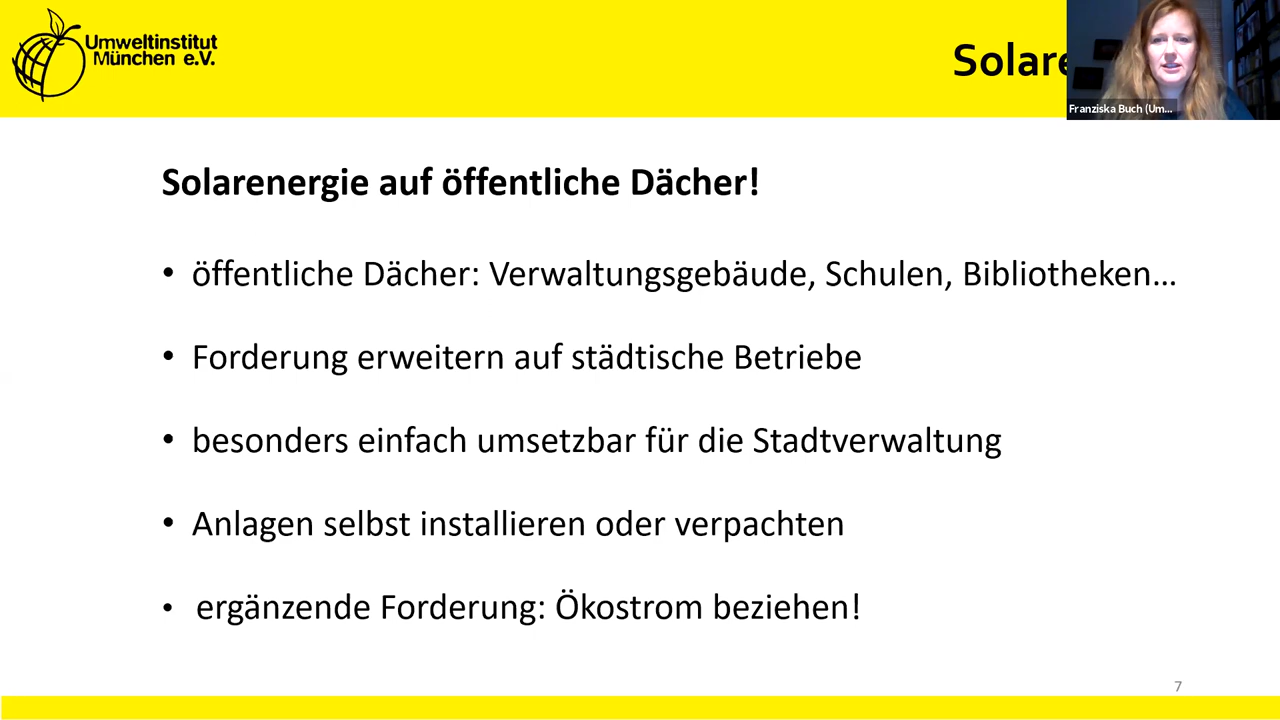 Umweltinstitut
München e.V.
Solare
Franziska Buch (Um...
Solarenergie auf öffentliche Dächer!
• öffentliche Dächer: Verwaltungsgebäude, Schulen, Bibliotheken...
• Forderung erweitern auf städtische Betriebe
• besonders einfach umsetzbar für die Stadtverwaltung
• Anlagen selbst installieren oder verpachten
• ergänzende Forderung: Ökostrom beziehen!
7